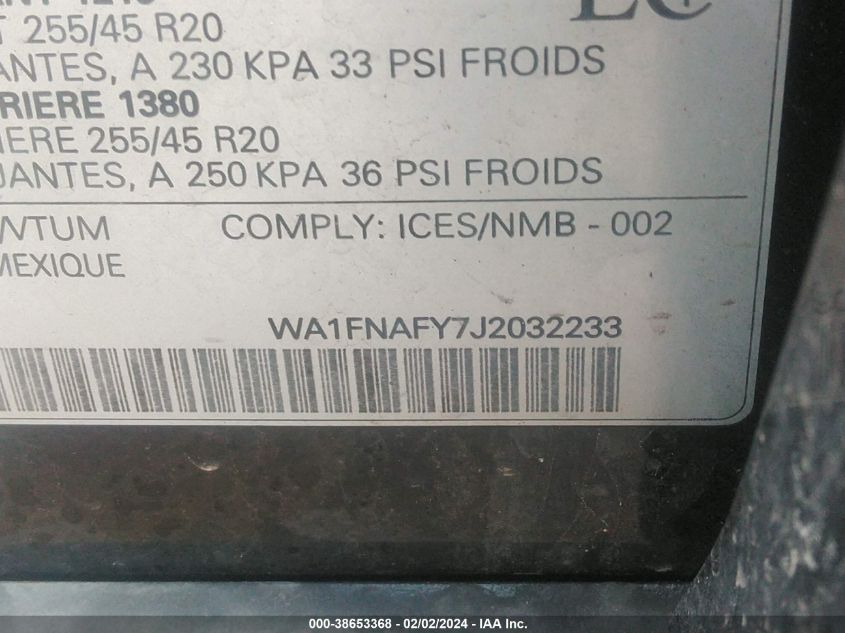 255/45 R20
ANTES, A 230 KPA 33 PSI FROIDS
RIERE 1380
IERE 255/45 R20
JANTES, A 250 KPA 36 PSI FROIDS
COMPLY: ICES/NMB - 002
MEXIQUE
WA1FNAFY7J2032233
000-38653368 - 02/02/2024 - IAA Inc.